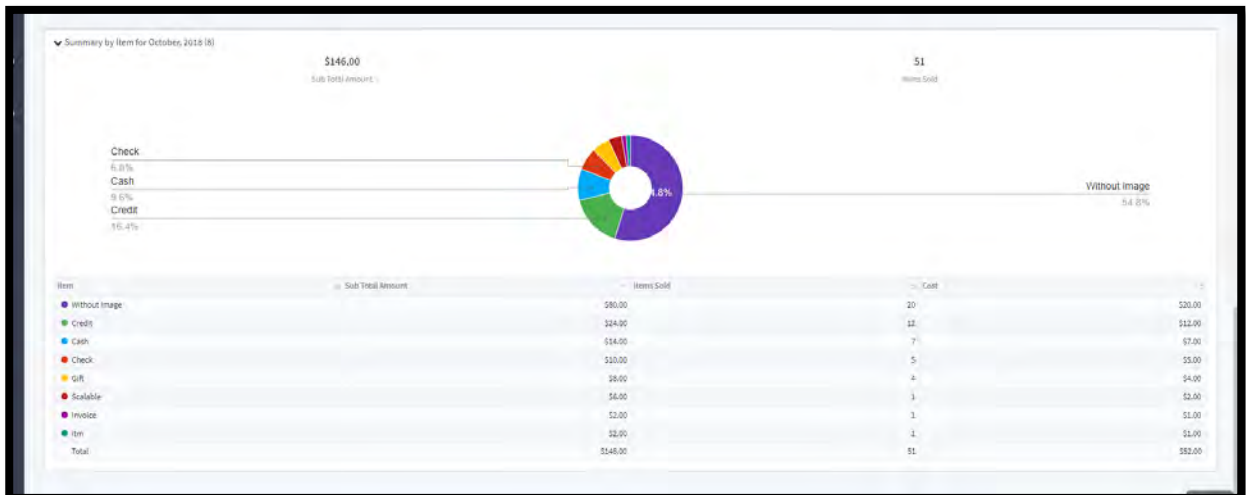 Summary by Item for October, 2018 (8)
$146.00
51
Sub Total Amount
Items Sold
Check
6.8%
Cash
9.6%
Credit
16.4%
4.8%
Without Image
54.8%
Item Sub Total Amount Items Sold Cost
Without Image $80.00 20 $20.00
Credit $24.00 12 $12.00
Cash $14.00 7 $7.00
Check $10.00 5 $5.00
Gift $8.00 4 $4.00
Scalable $6.00 1 $2.00
Invoice $2.00 1 $1.00
Itm $2.00 1 $1.00
Total $146.00 51 $52.00